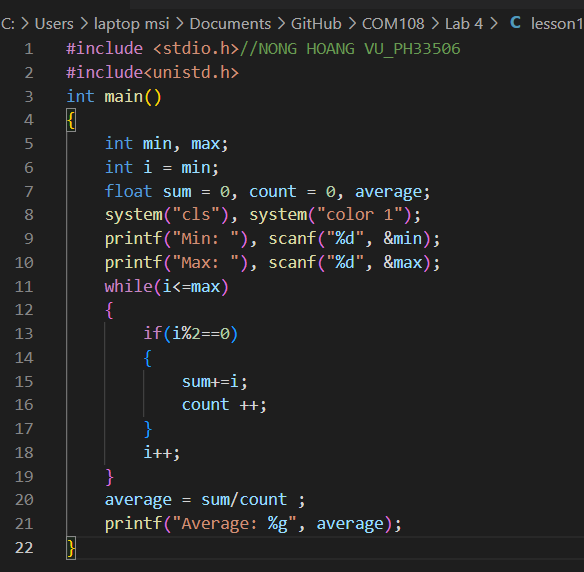 C: > Users > laptop msi > Documents > GitHub > COM108 > Lab 4 > C lesson1
1 #include <stdio.h>//NONG HOANG VU_PH33506
2 #include<unistd.h>
3 int main()
4 {
5     int min, max;
6     int i = min;
7     float sum = 0, count = 0, average;
8     system("cls"), system("color 1");
9     printf("Min: "), scanf("%d", &min);
10     printf("Max: "), scanf("%d", &max);
11     while(i<=max)
12     {
13         if(i%2==0)
14         {
15             sum+=i;
16             count ++;
17         }
18         i++;
19     }
20     average = sum/count ;
21     printf("Average: %g", average);
22 }